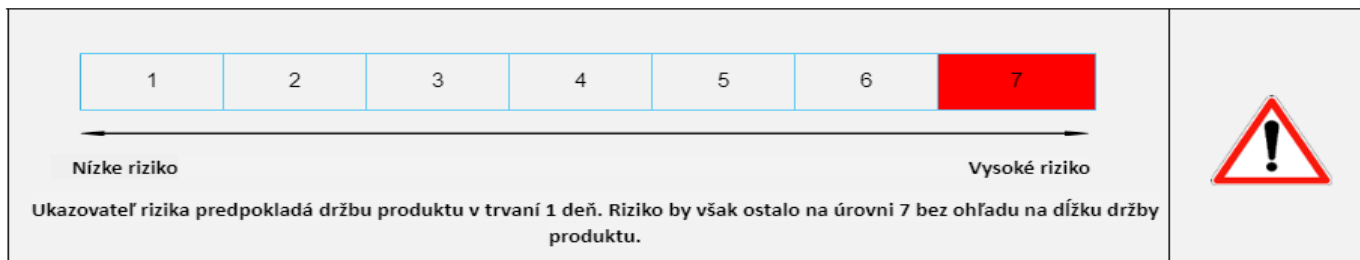 1 2 3 4 5 6 7
Nízke riziko Vysoké riziko
Ukazovateľ rizika predpokladá držbu produktu v trvaní 1 deň. Riziko by však ostalo na úrovni 7 bez ohľadu na dĺžku držby
produktu.